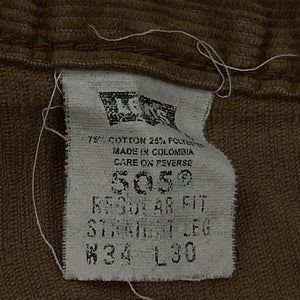 75% COTTON 25% POLYESTER
MADE IN COLOMBIA
CARE ON REVERSE
505®
REGULAR FIT
STRAIGHT LEG
W34 L30